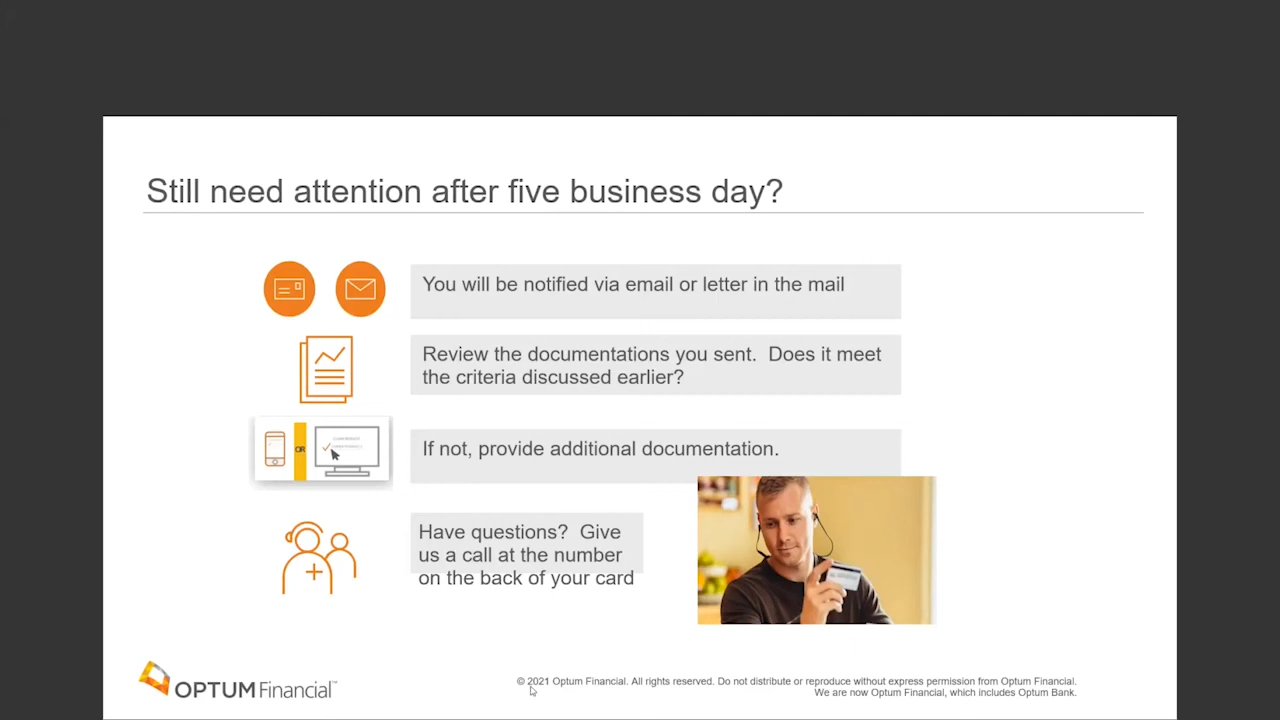 Still need attention after five business day?
You will be notified via email or letter in the mail
Review the documentations you sent.  Does it meet
the criteria discussed earlier?
OR
If not, provide additional documentation.
Have questions?  Give
us a call at the number
on the back of your card
OPTUM Financial™
© 2021 Optum Financial. All rights reserved. Do not distribute or reproduce without express permission from Optum Financial.
We are now Optum Financial, which includes Optum Bank.